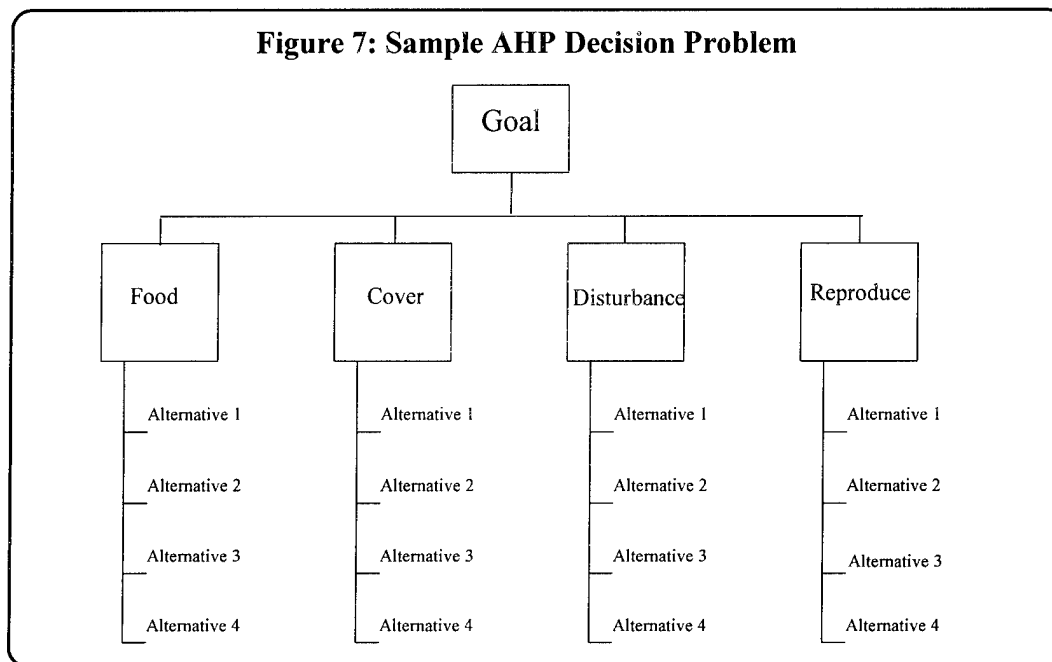 Figure 7: Sample AHP Decision Problem
Goal
Food
Cover
Disturbance
Reproduce
Alternative 1
Alternative 1
Alternative 1
Alternative 1
Alternative 2
Alternative 2
Alternative 2
Alternative 2
Alternative 3
Alternative 3
Alternative 3
Alternative 3
Alternative 4
Alternative 4
Alternative 4
Alternative 4